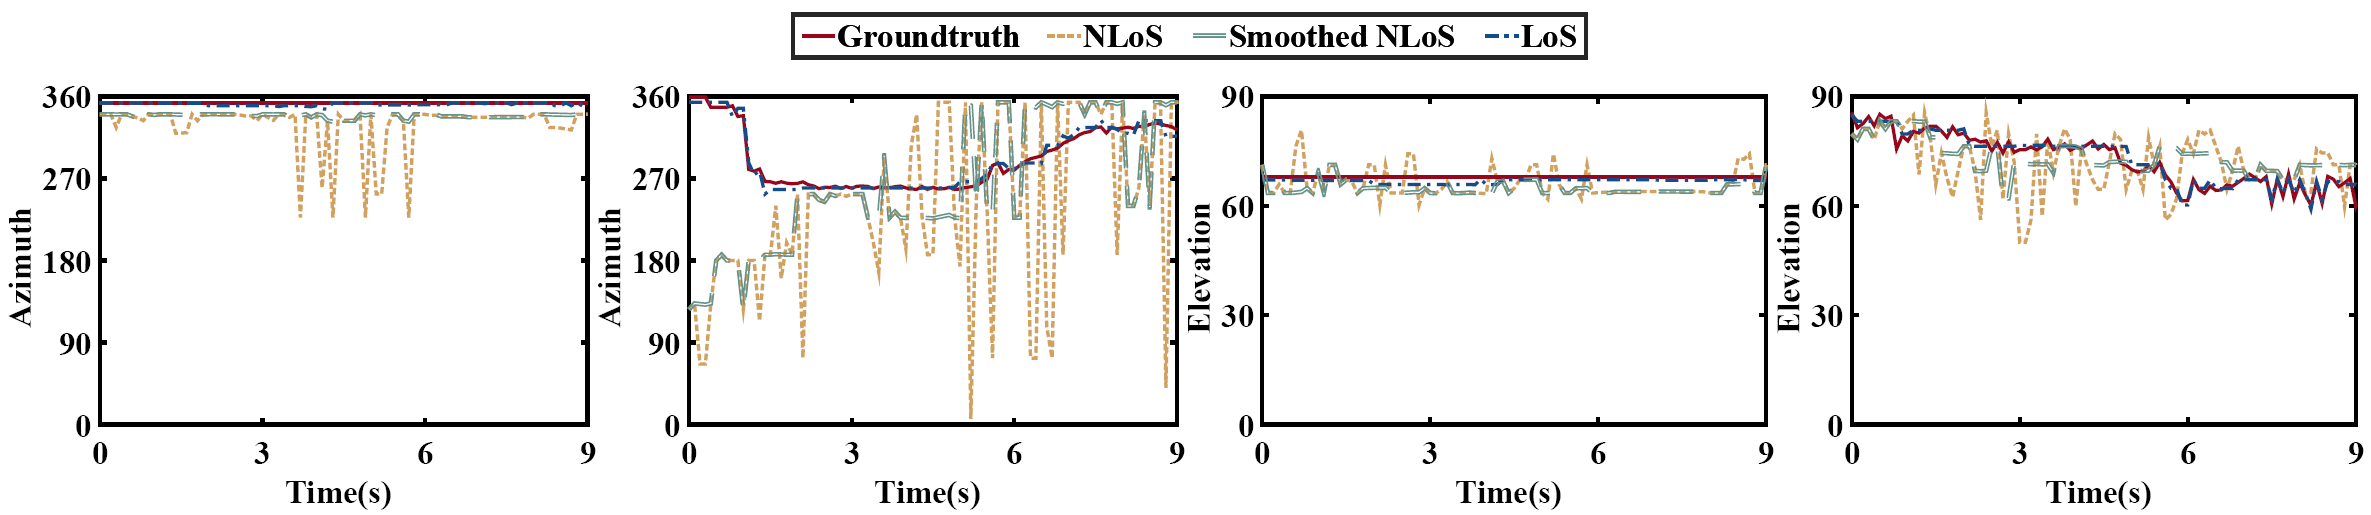 Groundtruth NLoS Smoothed NLoS LoS
360 270 180 90 0
Azimuth
0 3 6 9
Time(s)
360 270 180 90 0
Azimuth
0 3 6 9
Time(s)
90 60 30 0
Elevation
0 3 6 9
Time(s)
90 60 30 0
Elevation
0 3 6 9
Time(s)